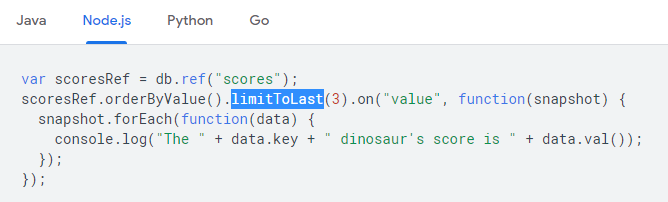 Java Node.js Python Go
var scoresRef = db.ref("scores");
scoresRef.orderByValue().limitToLast(3).on("value", function(snapshot) {
  snapshot.forEach(function(data) {
    console.log("The " + data.key + " dinosaur's score is " + data.val());
  });
});